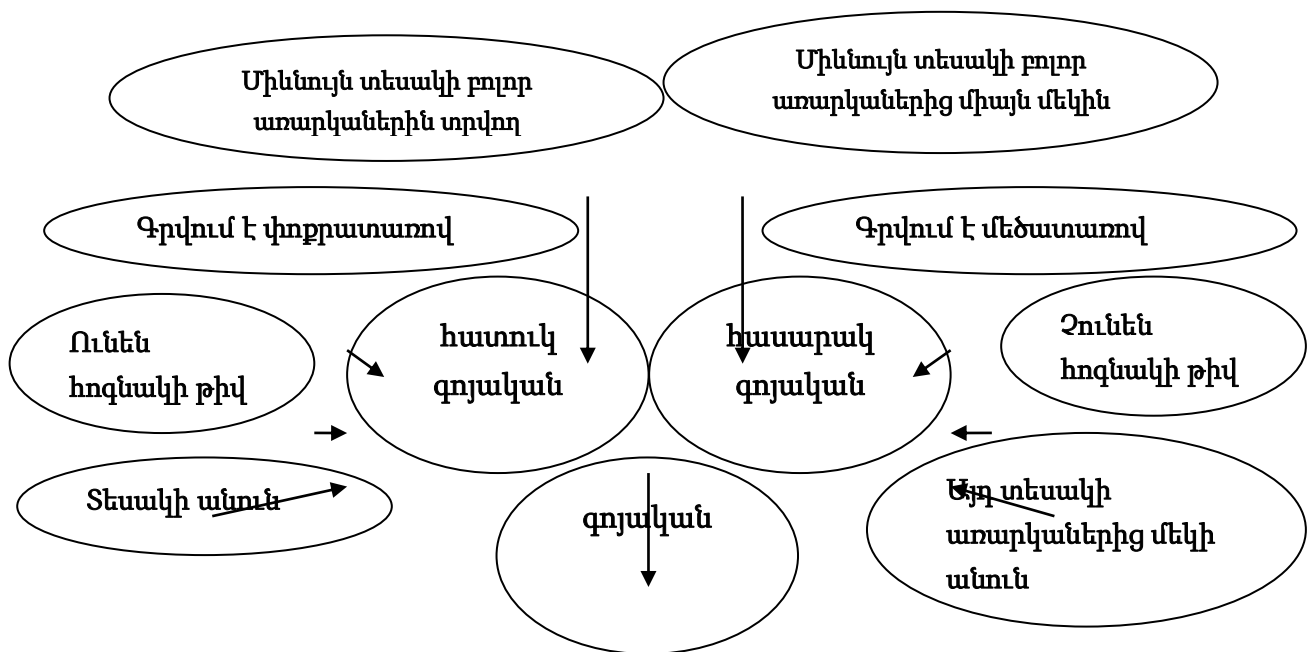 Միևնույն տեսակի բոլոր
առարկաներին տրվող
Միևնույն տեսակի բոլոր
առարկաներից միայն մեկին
Գրվում է փոքրատառով
Գրվում է մեծատառով
Ունեն
հոգնակի թիվ
հատուկ
գոյական
հասարակ
գոյական
Չունեն
հոգնակի թիվ
Տեսակի անուն
գոյական
Այդ տեսակի
առարկաներից մեկի
անուն